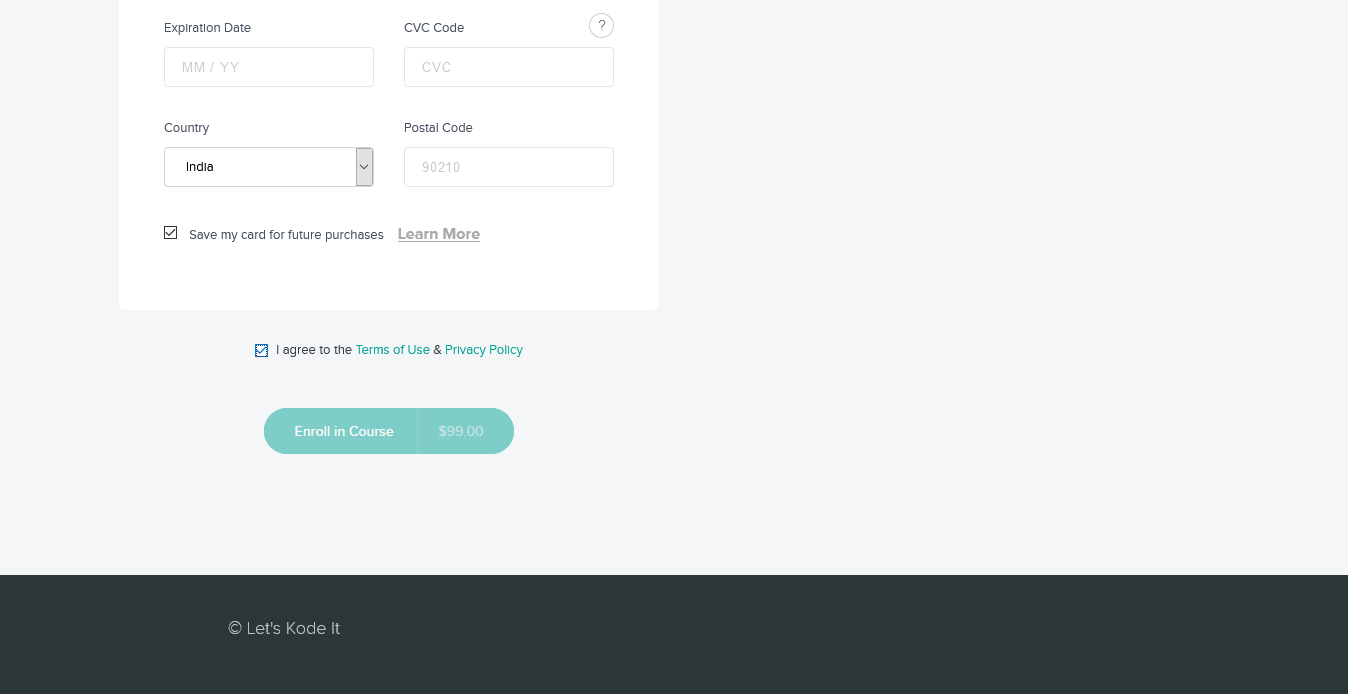 Expiration Date CVC Code ?
MM / YY CVC
Country Postal Code
India 90210
Save my card for future purchases Learn More
I agree to the Terms of Use & Privacy Policy
Enroll in Course $99.00
© Let's Kode It